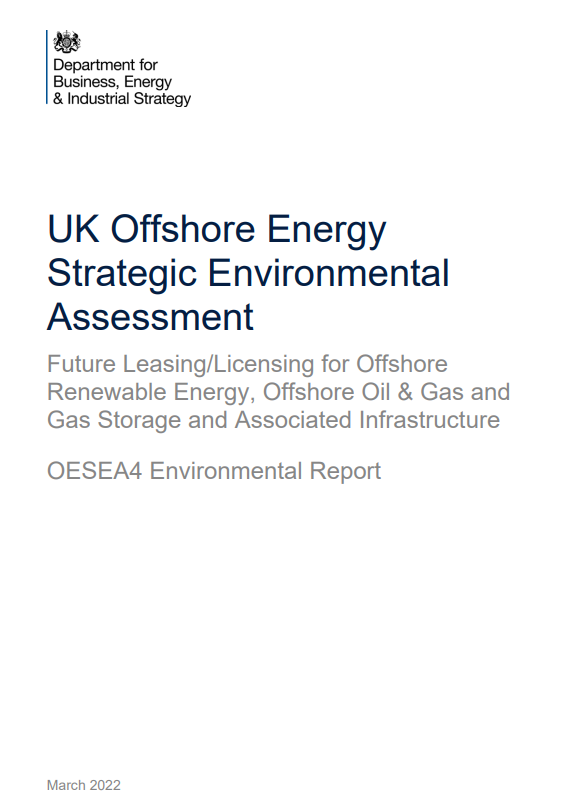 Department for
Business, Energy
& Industrial Strategy
UK Offshore Energy
Strategic Environmental
Assessment
Future Leasing/Licensing for Offshore
Renewable Energy, Offshore Oil & Gas and
Gas Storage and Associated Infrastructure
OESEA4 Environmental Report
March 2022